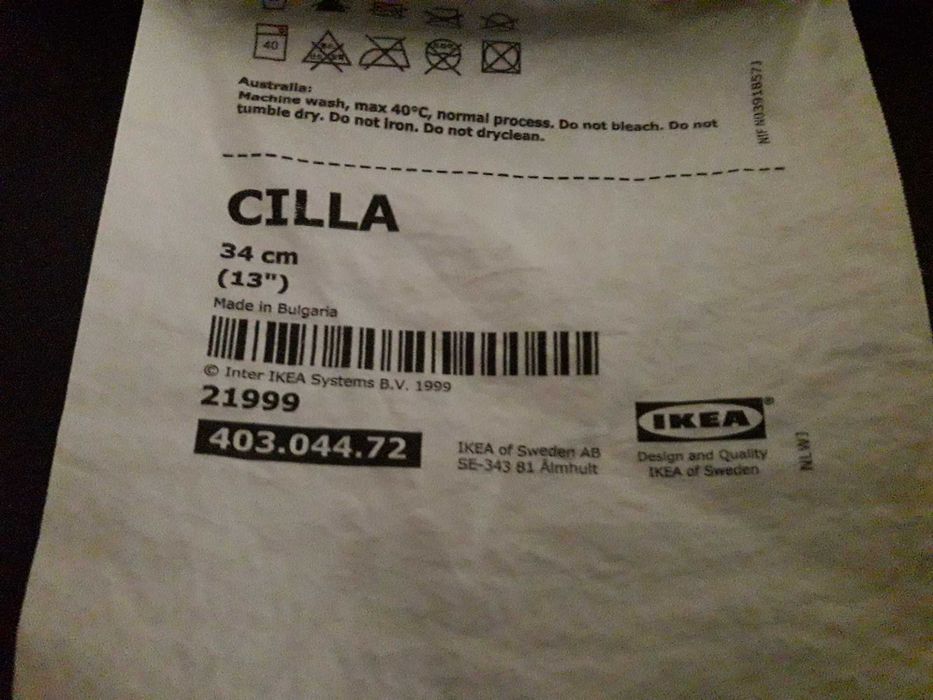 40
Australia:
Machine wash, max 40°C, normal process. Do not bleach. Do not
tumble dry. Do not iron. Do not dryclean.
CILLA
34 cm
(13")
Made in Bulgaria
© Inter IKEA Systems B.V. 1999
21999
403.044.72
IKEA of Sweden AB
SE-343 81 Älmhult
IKEA®
Design and Quality
IKEA of Sweden